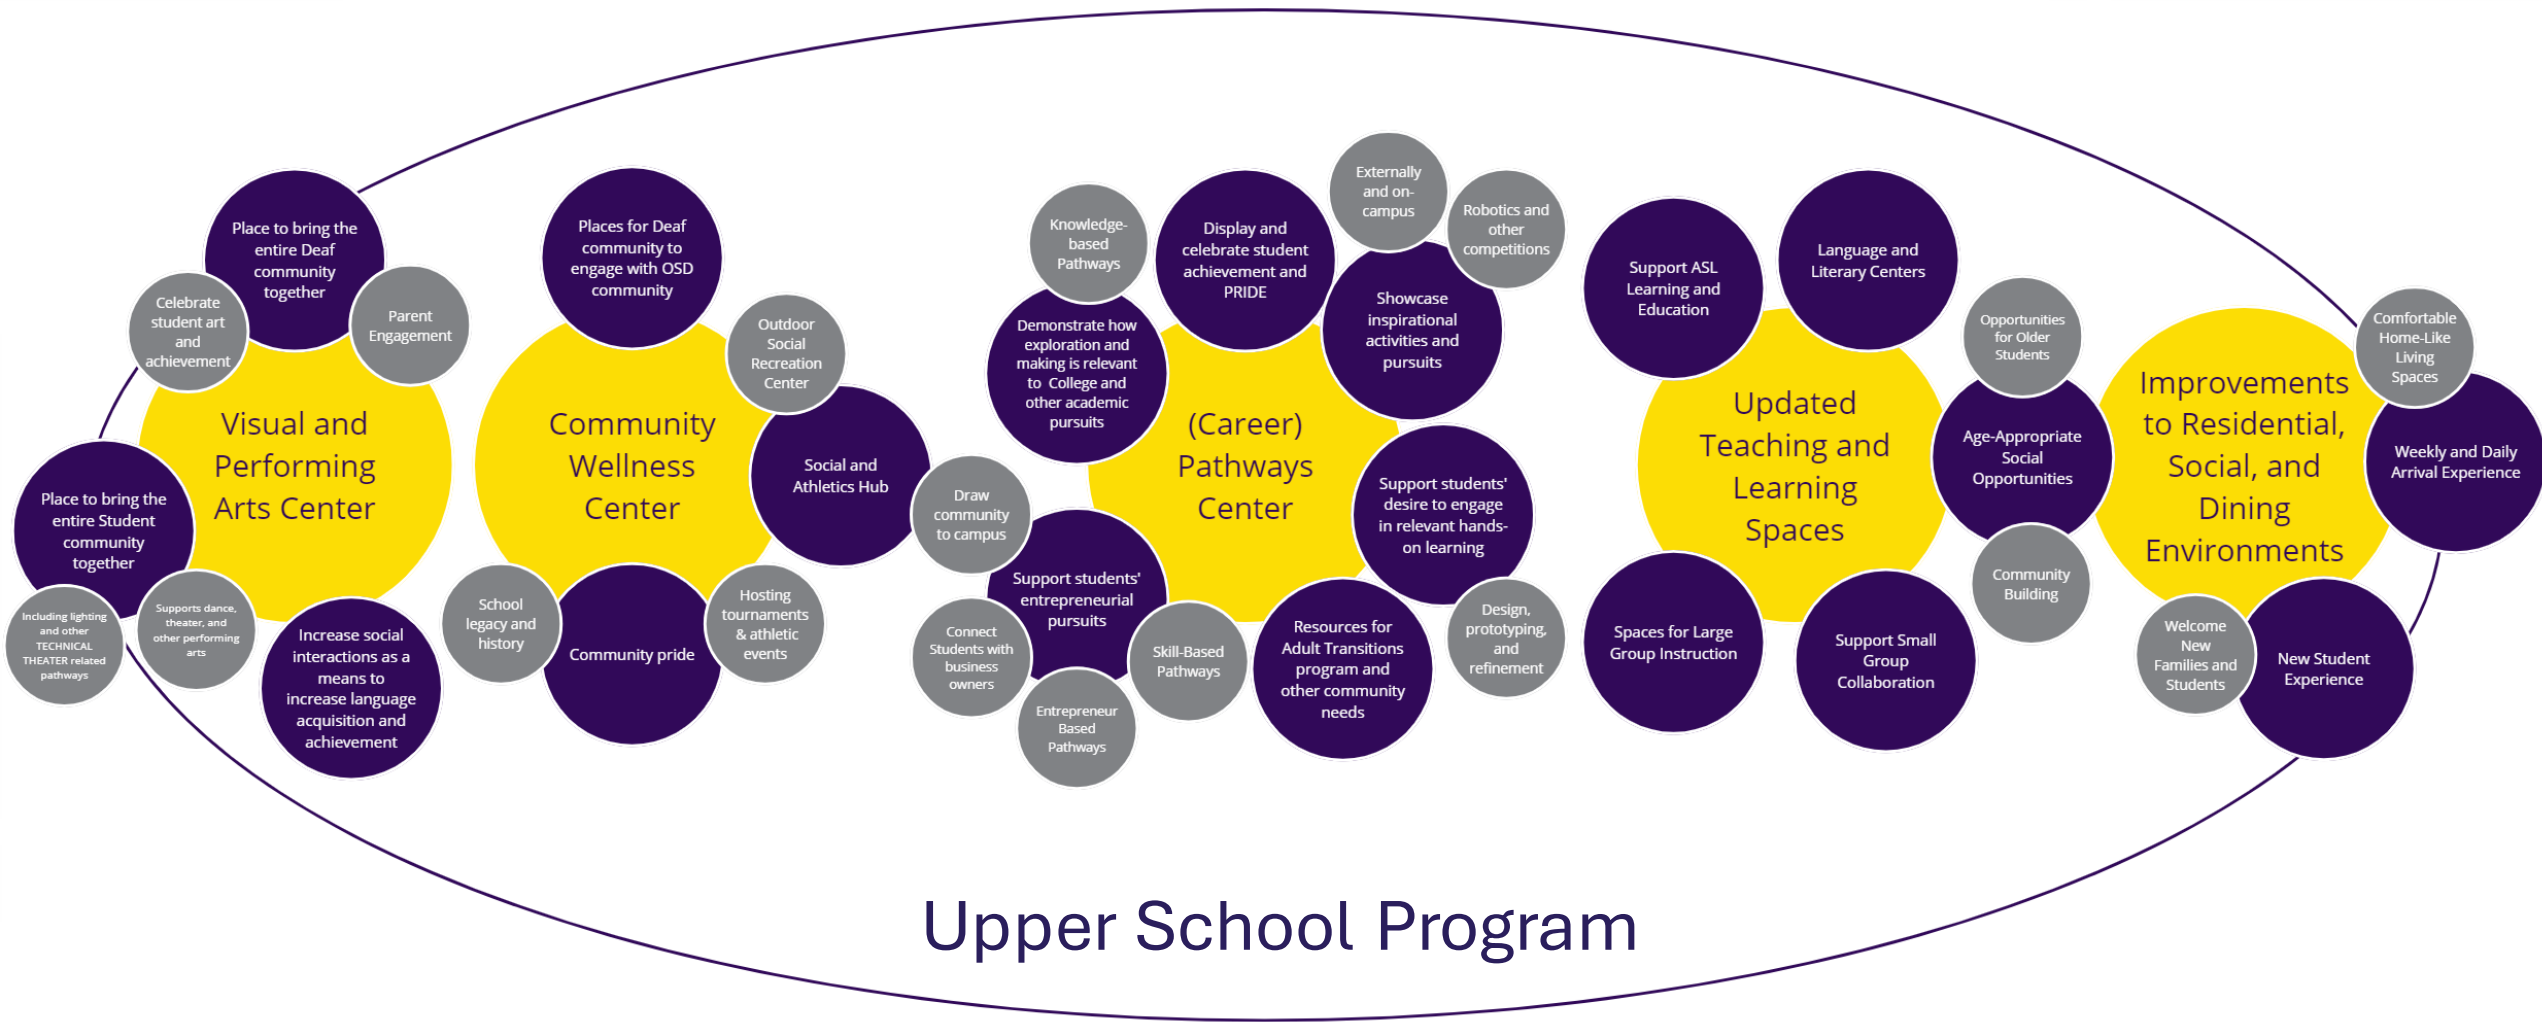 Place to bring the
entire Deaf
community
together
Celebrate
student art
and
achievement
Parent
Engagement
Visual and
Performing
Arts Center
Place to bring the
entire Student
community
together
Including lighting
and other
TECHNICAL
THEATER related
pathways
Supports dance,
theater, and
other performing
arts
Increase social
interactions as a
means to
increase language
acquisition and
achievement
Places for Deaf
community to
engage with OSD
community
Outdoor
Social
Recreation
Center
Community
Wellness
Center
Social and
Athletics Hub
School
legacy and
history
Community pride
Hosting
tournaments
& athletic
events
Knowledge-
based
Pathways
Display and
celebrate student
achievement and
PRIDE
Externally
and on-
campus
Robotics and
other
competitions
Demonstrate how
exploration and
making is relevant
to College and
other academic
pursuits
Showcase
inspirational
activities and
pursuits
(Career)
Pathways
Center
Draw
community
to campus
Support students'
desire to engage
in relevant hands-
on learning
Support students'
entrepreneurial
pursuits
Connect
Students with
business
owners
Entrepreneur
Based
Pathways
Skill-Based
Pathways
Resources for
Adult Transitions
program and
other community
needs
Design,
prototyping,
and
refinement
Support ASL
Learning and
Education
Language and
Literary Centers
Updated
Teaching and
Learning
Spaces
Opportunities
for Older
Students
Age-Appropriate
Social
Opportunities
Community
Building
Spaces for Large
Group Instruction
Support Small
Group
Collaboration
Improvements
to Residential,
Social, and
Dining
Environments
Comfortable
Home-Like
Living
Spaces
Weekly and Daily
Arrival Experience
Welcome
New
Families and
Students
New Student
Experience
Upper School Program